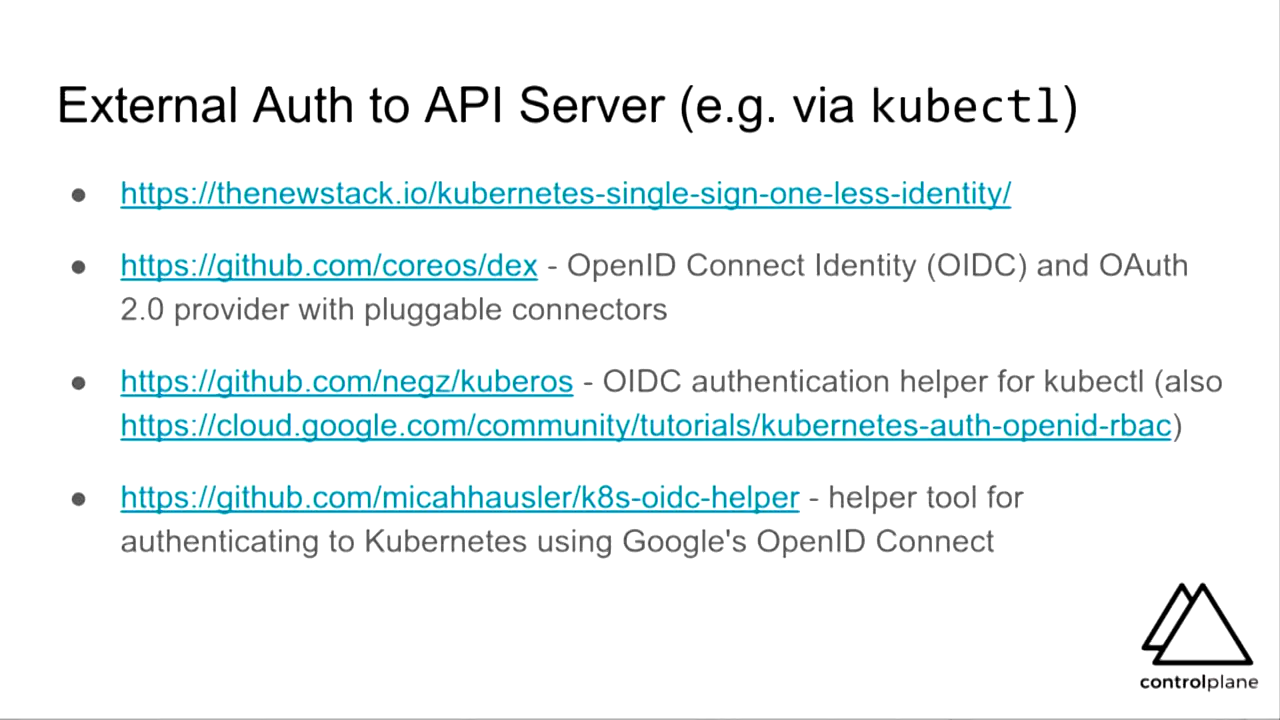 External Auth to API Server (e.g. via kubectl)
● https://thenewstack.io/kubernetes-single-sign-one-less-identity/
● https://github.com/coreos/dex - OpenID Connect Identity (OIDC) and OAuth
2.0 provider with pluggable connectors
● https://github.com/negz/kuberos - OIDC authentication helper for kubectl (also
https://cloud.google.com/community/tutorials/kubernetes-auth-openid-rbac)
● https://github.com/micahhausler/k8s-oidc-helper - helper tool for
authenticating to Kubernetes using Google's OpenID Connect
controlplane